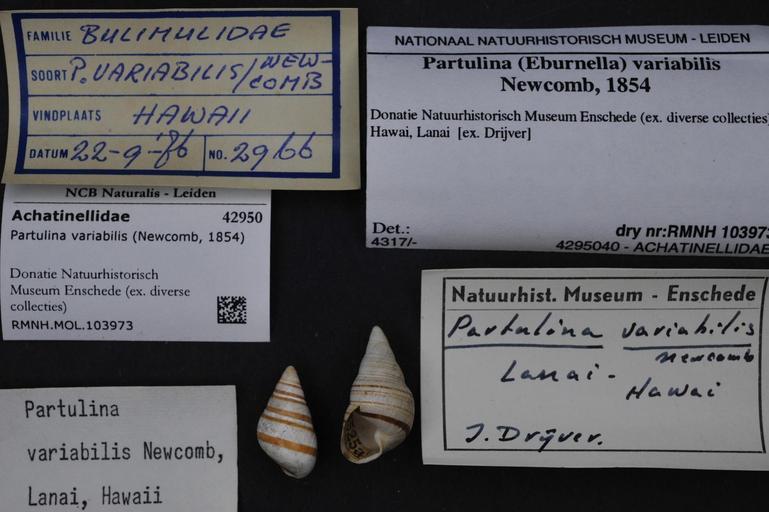 FAMILIE BULIMULIDAE
SOORT P. VARIABILIS/NEW-
COMB
VINDPLAATS HAWAII
DATUM 22-9-'86 NO. 2966
NATIONAAL NATUURHISTORISCH MUSEUM - LEIDEN
Partulina (Eburnella) variabilis
Newcomb, 1854
Donatie Natuurhistorisch Museum Enschede (ex. diverse collecties)
Hawai, Lanai [ex. Drijver]
Det.:
4317/-
dry nr:RMNH 103973
4295040 - ACHATINELLIDAE
NCB Naturalis - Leiden
Achatinellidae 42950
Partulina variabilis (Newcomb, 1854)
Donatie Natuurhistorisch
Museum Enschede (ex. diverse
collecties)
RMNH.MOL.103973
Natuurhist. Museum - Enschede
Partulina variabilis
Newcomb
Lanai -
Hawai
J. Drijver.
Partulina
variabilis Newcomb,
Lanai, Hawaii